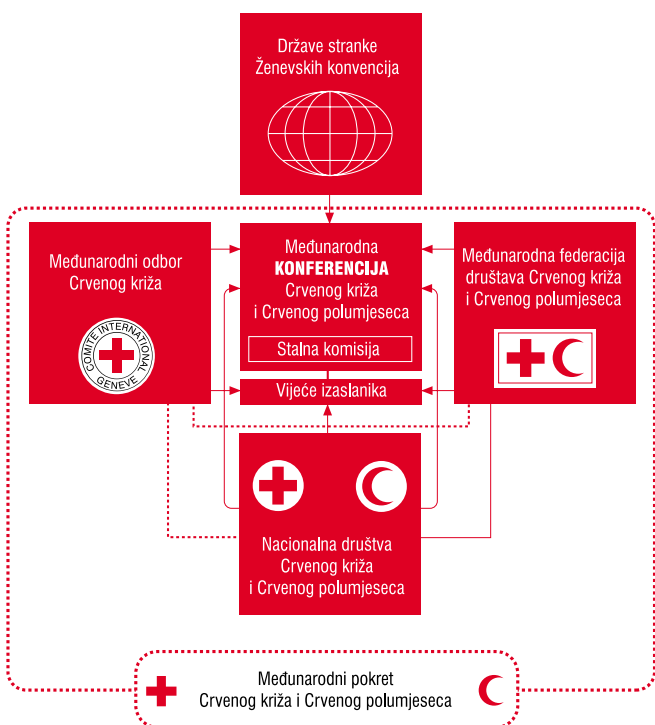 Države stranke
Ženevskih konvencija
Međunarodni odbor
Crvenog križa
COMITE INTERNATIONAL
GENEVE
Međunarodna
KONFERENCIJA
Crvenog križa
i Crvenog polumjeseca
Stalna komisija
Vijeće izaslanika
Međunarodna federacija
društava Crvenog križa
i Crvenog polumjeseca
Nacionalna društva
Crvenog križa
i Crvenog polumjeseca
Međunarodni pokret
Crvenog križa i Crvenog polumjeseca